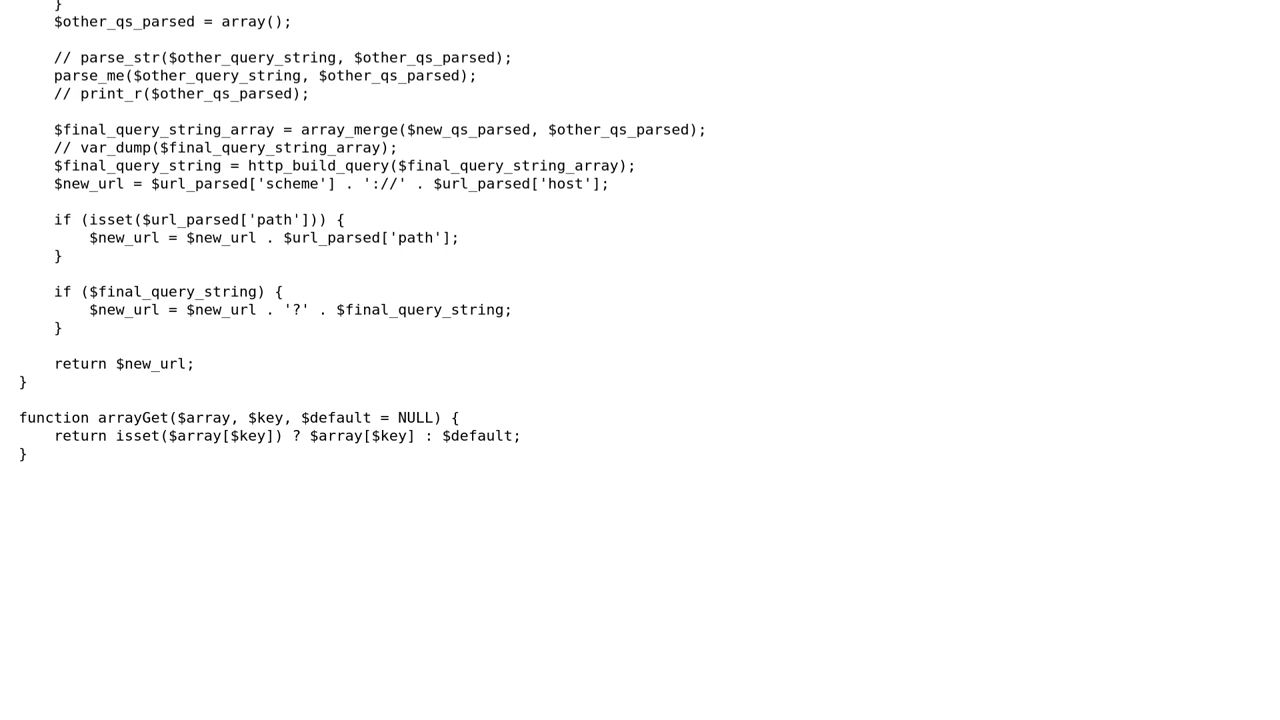 }
    $other_qs_parsed = array();

    // parse_str($other_query_string, $other_qs_parsed);
    parse_me($other_query_string, $other_qs_parsed);
    // print_r($other_qs_parsed);

    $final_query_string_array = array_merge($new_qs_parsed, $other_qs_parsed);
    // var_dump($final_query_string_array);
    $final_query_string = http_build_query($final_query_string_array);
    $new_url = $url_parsed['scheme'] . '://' . $url_parsed['host'];

    if (isset($url_parsed['path'])) {
        $new_url = $new_url . $url_parsed['path'];
    }

    if ($final_query_string) {
        $new_url = $new_url . '?' . $final_query_string;
    }

    return $new_url;
}

function arrayGet($array, $key, $default = NULL) {
    return isset($array[$key]) ? $array[$key] : $default;
}